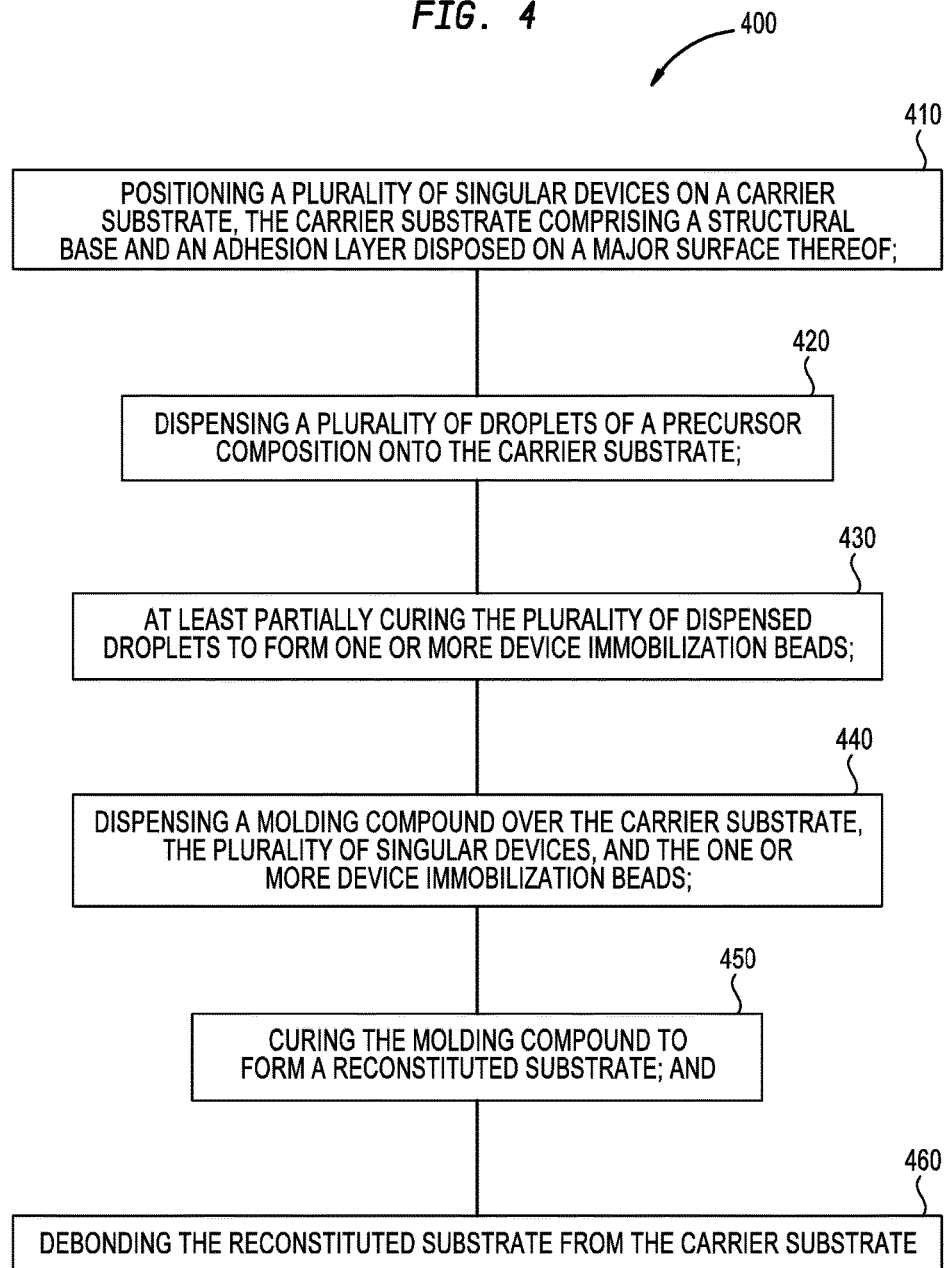 FIG. 4
400
410
POSITIONING A PLURALITY OF SINGULAR DEVICES ON A CARRIER
SUBSTRATE, THE CARRIER SUBSTRATE COMPRISING A STRUCTURAL
BASE AND AN ADHESION LAYER DISPOSED ON A MAJOR SURFACE THEREOF;
420
DISPENSING A PLURALITY OF DROPLETS OF A PRECURSOR
COMPOSITION ONTO THE CARRIER SUBSTRATE;
430
AT LEAST PARTIALLY CURING THE PLURALITY OF DISPENSED
DROPLETS TO FORM ONE OR MORE DEVICE IMMOBILIZATION BEADS;
440
DISPENSING A MOLDING COMPOUND OVER THE CARRIER SUBSTRATE,
THE PLURALITY OF SINGULAR DEVICES, AND THE ONE OR
MORE DEVICE IMMOBILIZATION BEADS;
450
CURING THE MOLDING COMPOUND TO
FORM A RECONSTITUTED SUBSTRATE; AND
460
DEBONDING THE RECONSTITUTED SUBSTRATE FROM THE CARRIER SUBSTRATE